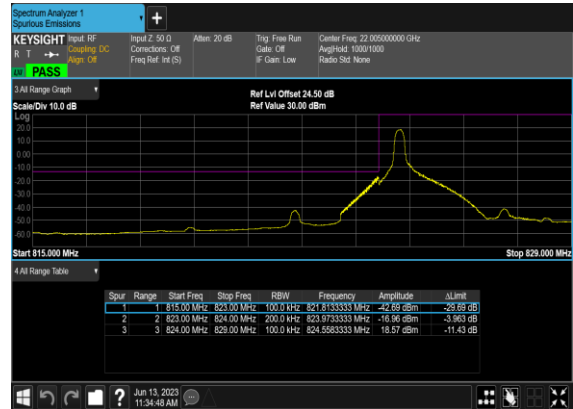 Spectrum Analyzer 1
Spurious Emissions
KEYSIGHT Input: RF Input Z: 50 Ω Atten: 20 dB Trig: Free Run Center Freq: 22.005000000 GHz
R T Coupling: DC Corrections: Off Gate: Off Avg|Hold: 1000/1000
Align: Off Freq Ref: Int (S) IF Gain: Low Radio Std: None
LW PASS
3 All Range Graph
Ref Lvl Offset 24.50 dB
Scale/Div 10.0 dB Ref Value 30.00 dBm
Log
20.0
10.0
0.00
-10.0
-20.0
-30.0
-40.0
-50.0
-60.0
Start 815.000 MHz Stop 829.000 MHz
4 All Range Table
Spur Range Start Freq Stop Freq RBW Frequency Amplitude ΔLimit
1 1 815.00 MHz 823.00 MHz 100.0 kHz 821.8133333 MHz -42.69 dBm -29.69 dB
2 2 823.00 MHz 824.00 MHz 200.0 kHz 823.9733333 MHz -16.96 dBm -3.963 dB
3 3 824.00 MHz 829.00 MHz 100.0 kHz 824.5583333 MHz 18.57 dBm -11.43 dB
? Jun 13, 2023
11:34:48 AM